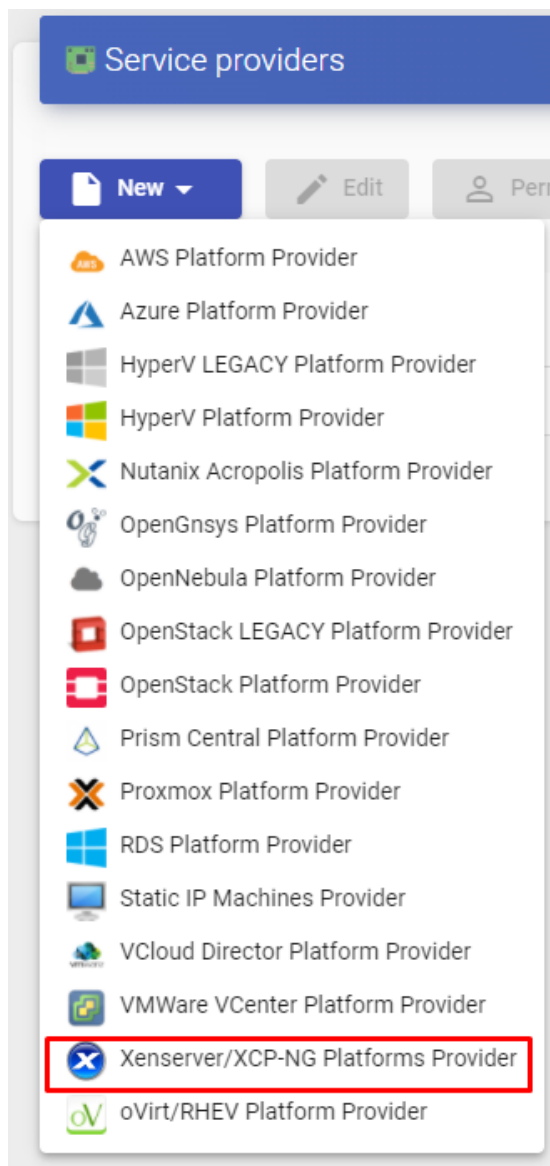 Service providers
New
Edit
Per
AWS Platform Provider
Azure Platform Provider
HyperV LEGACY Platform Provider
HyperV Platform Provider
Nutanix Acropolis Platform Provider
OpenGnsys Platform Provider
OpenNebula Platform Provider
OpenStack LEGACY Platform Provider
OpenStack Platform Provider
Prism Central Platform Provider
Proxmox Platform Provider
RDS Platform Provider
Static IP Machines Provider
VCloud Director Platform Provider
VMWare VCenter Platform Provider
Xenserver/XCP-NG Platforms Provider
oVirt/RHEV Platform Provider